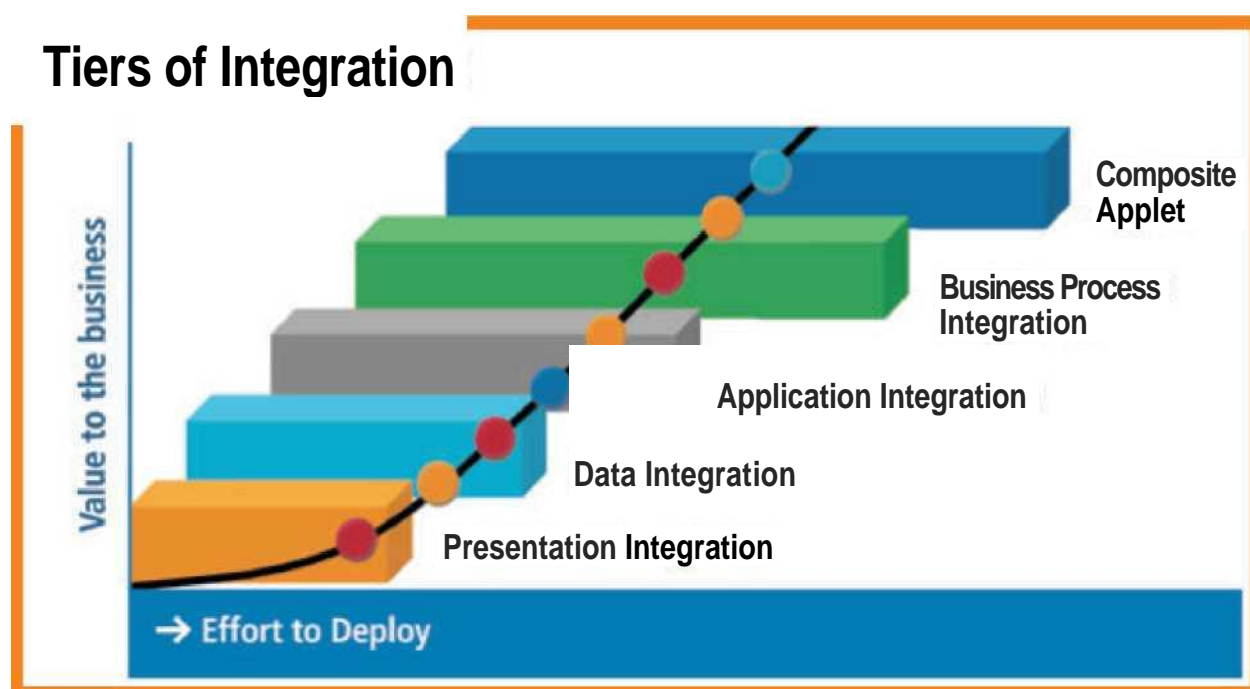 Tiers of Integration
Value to the business
Composite
Applet
Business Process
Integration
Application Integration
Data Integration
Presentation Integration
→ Effort to Deploy